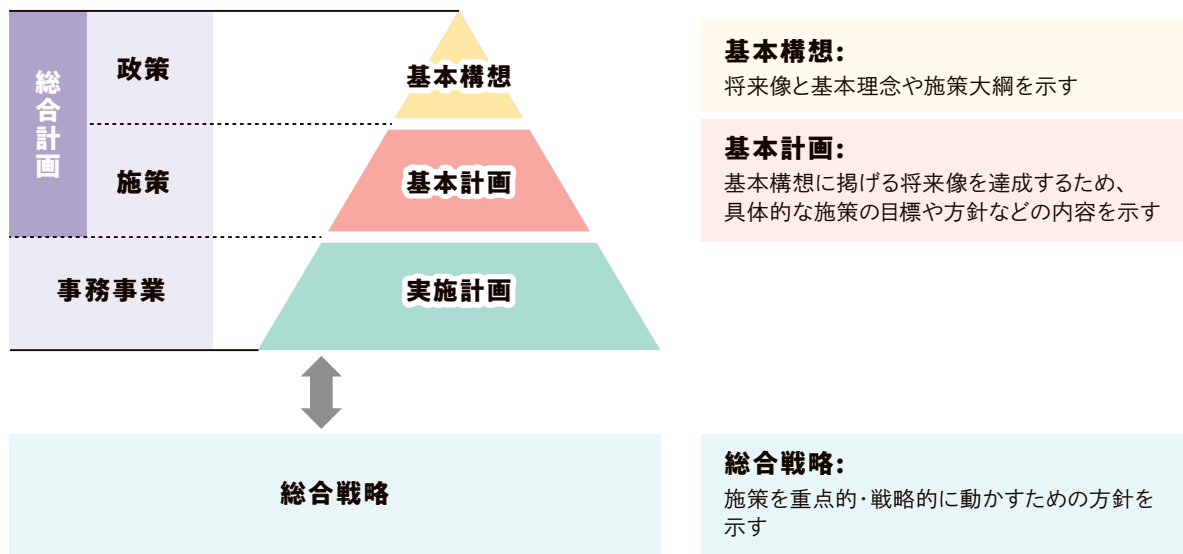 総合計画
政策
施策
事務事業
基本構想
基本計画
実施計画
総合戦略
基本構想:
将来像と基本理念や施策大綱を示す
基本計画:
基本構想に掲げる将来像を達成するため、
具体的な施策の目標や方針などの内容を示す
総合戦略:
施策を重点的・戦略的に動かすための方針を
示す